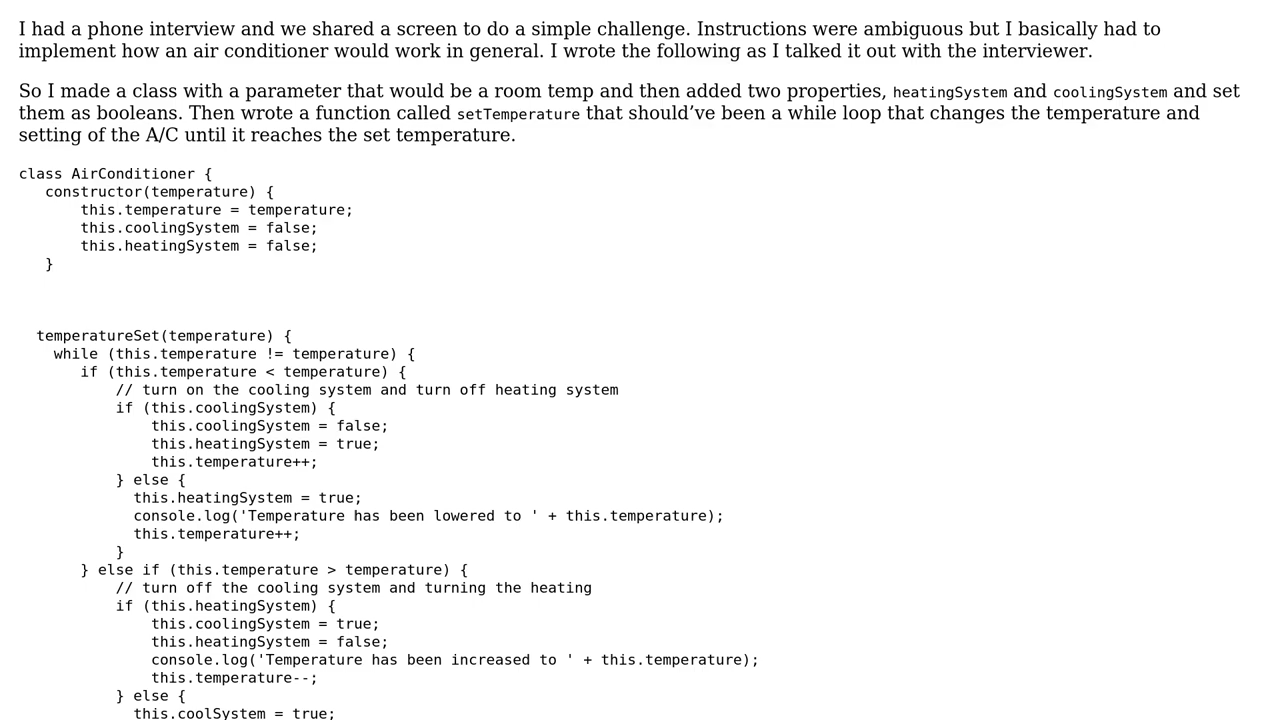 I had a phone interview and we shared a screen to do a simple challenge. Instructions were ambiguous but I basically had to
implement how an air conditioner would work in general. I wrote the following as I talked it out with the interviewer.
So I made a class with a parameter that would be a room temp and then added two properties, heatingSystem and coolingSystem and set
them as booleans. Then wrote a function called setTemperature that should’ve been a while loop that changes the temperature and
setting of the A/C until it reaches the set temperature.
class AirConditioner {
   constructor(temperature) {
       this.temperature = temperature;
       this.coolingSystem = false;
       this.heatingSystem = false;
   }
  temperatureSet(temperature) {
    while (this.temperature != temperature) {
       if (this.temperature < temperature) {
           // turn on the cooling system and turn off heating system
           if (this.coolingSystem) {
               this.coolingSystem = false;
               this.heatingSystem = true;
               this.temperature++;
           } else {
             this.heatingSystem = true;
             console.log('Temperature has been lowered to ' + this.temperature);
             this.temperature++;
           }
       } else if (this.temperature > temperature) {
           // turn off the cooling system and turning the heating
           if (this.heatingSystem) {
               this.coolingSystem = true;
               this.heatingSystem = false;
               console.log('Temperature has been increased to ' + this.temperature);
               this.temperature--;
           } else {
             this.coolSystem = true;